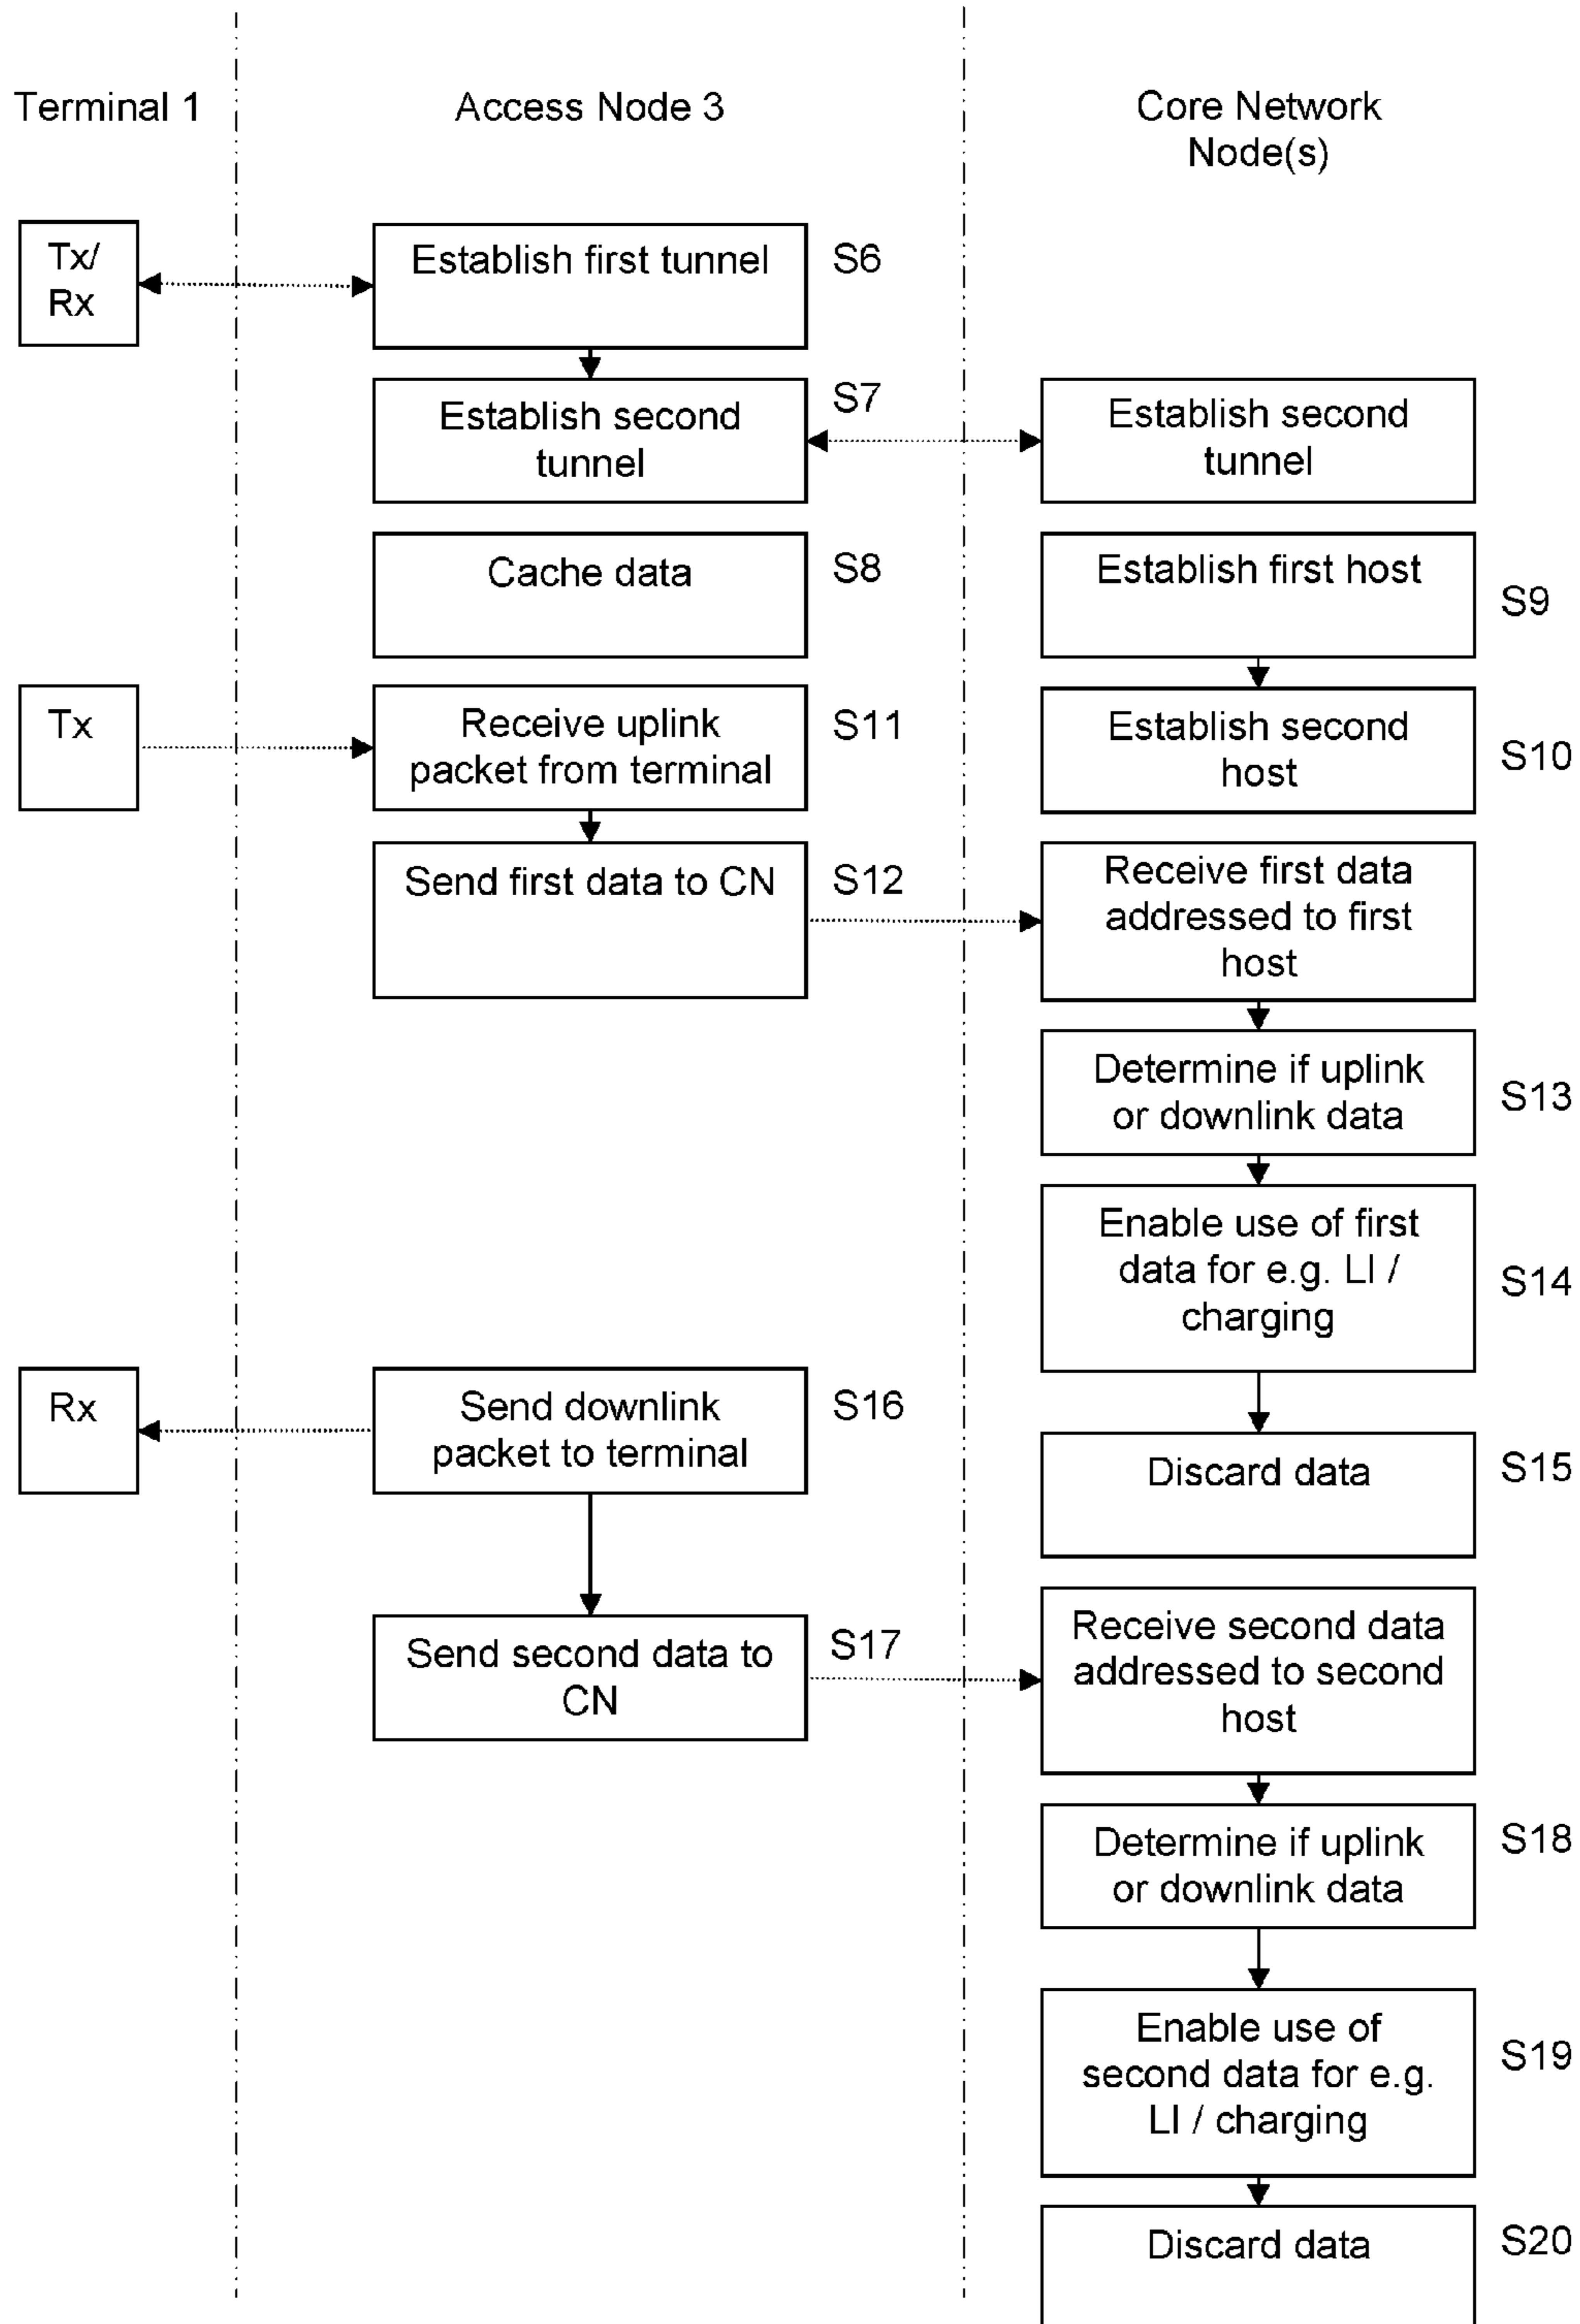 Terminal 1
Access Node 3
Core Network
Node(s)
Tx/
Rx
Establish first tunnel
S6
Establish second
tunnel
S7
Establish second
tunnel
Cache data
S8
Establish first host
S9
Tx
Receive uplink
packet from terminal
S11
Establish second
host
S10
Send first data to CN
S12
Receive first data
addressed to first
host
Determine if uplink
or downlink data
S13
Enable use of first
data for e.g. LI /
charging
S14
Rx
Send downlink
packet to terminal
S16
Discard data
S15
Send second data to
CN
S17
Receive second data
addressed to second
host
Determine if uplink
or downlink data
S18
Enable use of
second data for e.g.
LI / charging
S19
Discard data
S20